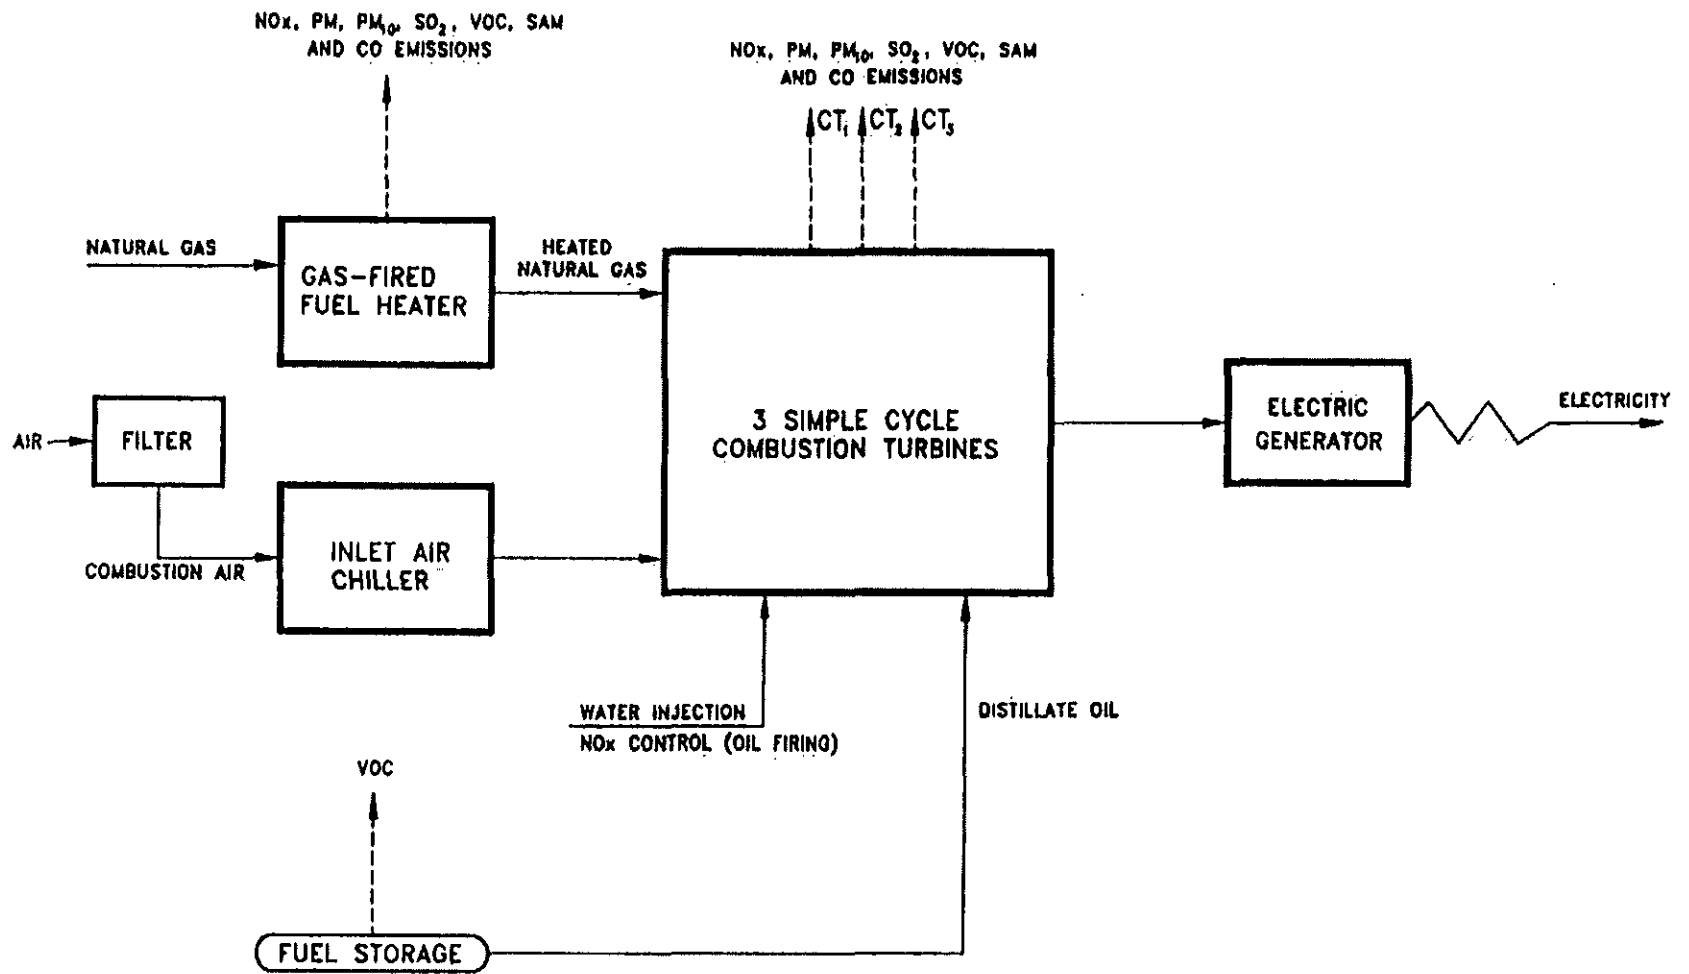 NOx, PM, PM₁₀, SO₂, VOC, SAM
AND CO EMISSIONS
NOx, PM, PM₁₀, SO₂, VOC, SAM
AND CO EMISSIONS
CT₁ CT₂ CT₃
NATURAL GAS
GAS-FIRED
FUEL HEATER
HEATED
NATURAL GAS
AIR
FILTER
COMBUSTION AIR
INLET AIR
CHILLER
3 SIMPLE CYCLE
COMBUSTION TURBINES
ELECTRIC
GENERATOR
ELECTRICITY
WATER INJECTION
NOx CONTROL (OIL FIRING)
DISTILLATE OIL
VOC
FUEL STORAGE